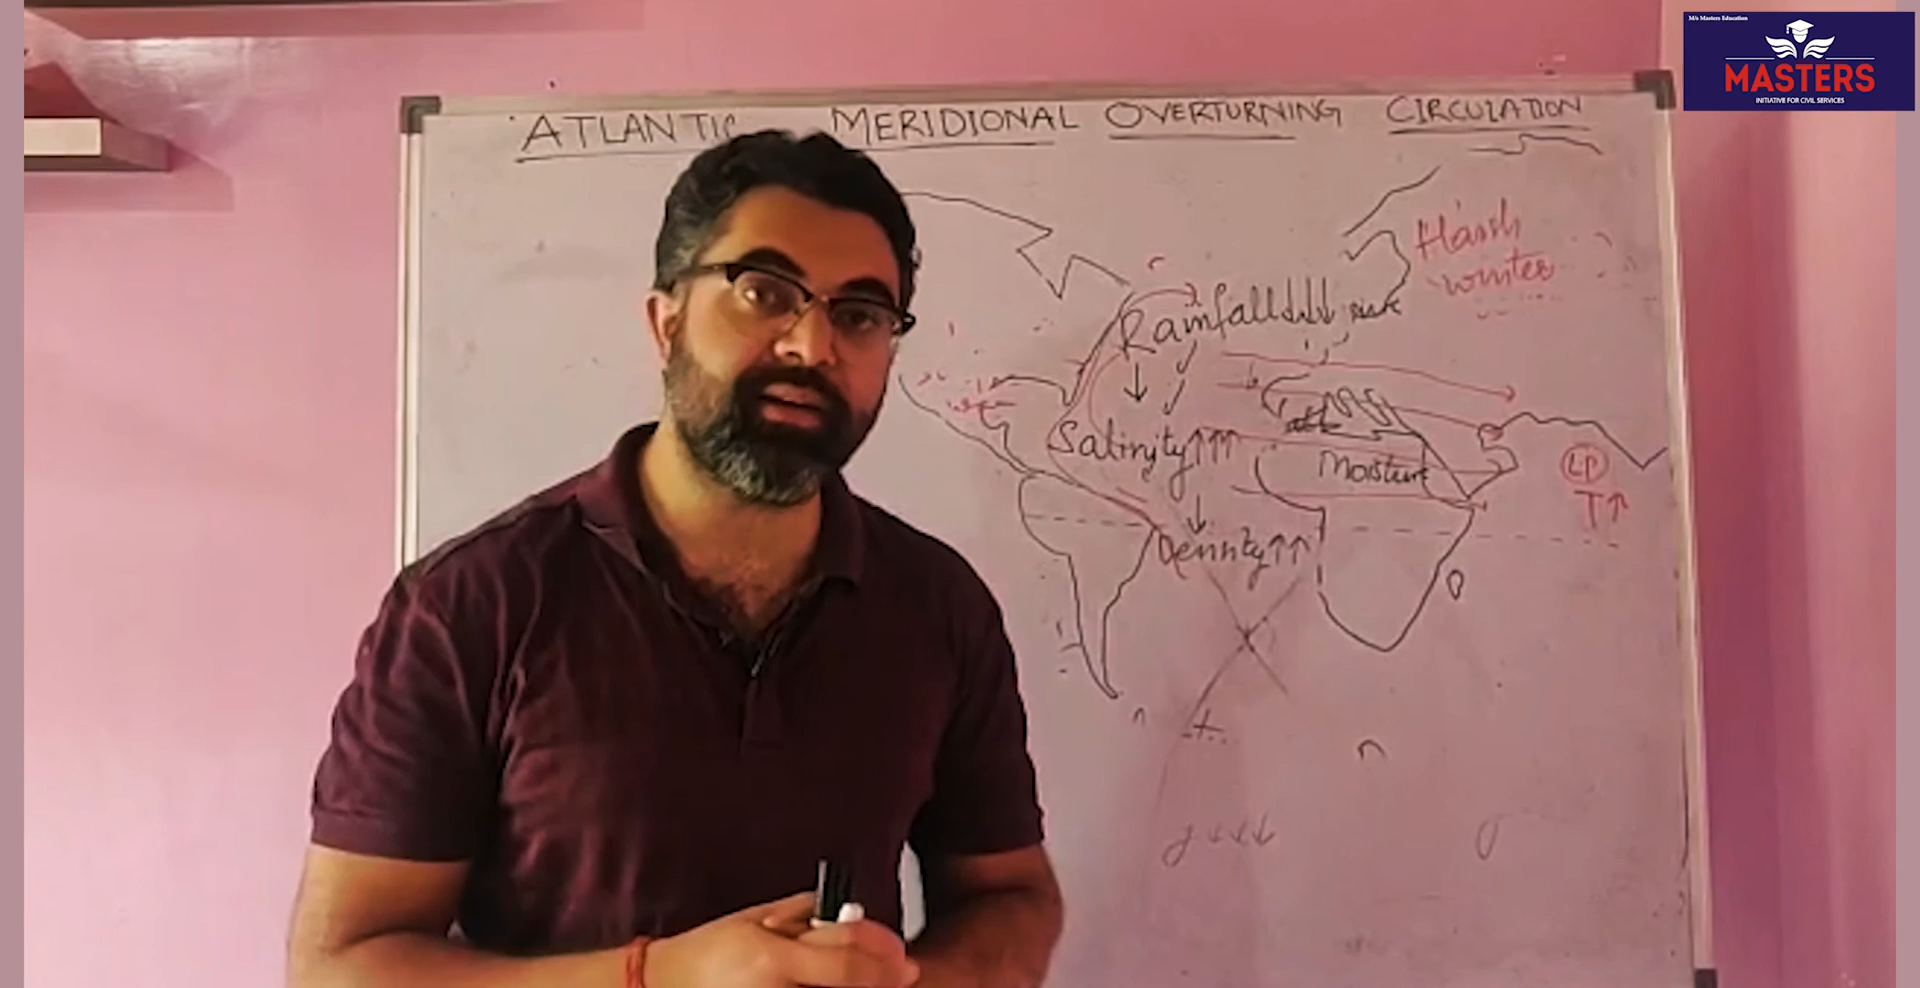 M/s Masters Education
MASTERS
INITIATIVE FOR CIVIL SERVICES
ATLANTIC MERIDIONAL OVERTURNING CIRCULATION
Harsh
winter
Rainfall↓↓↓
↓
Salinity↑↑↑
Moisture
LP
T↑
↓
Density↑↑